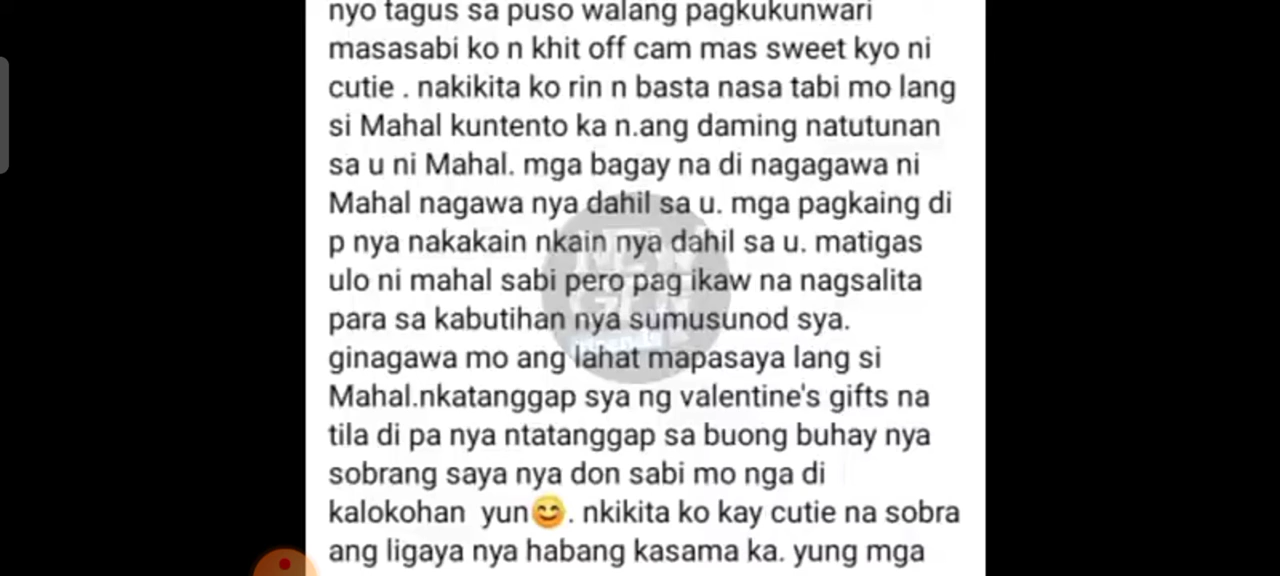 nyo tagus sa puso walang pagkukunwari
masasabi ko n khit off cam mas sweet kyo ni
cutie . nakikita ko rin n basta nasa tabi mo lang
si Mahal kuntento ka n.ang daming natutunan
sa u ni Mahal. mga bagay na di nagagawa ni
Mahal nagawa nya dahil sa u. mga pagkaing di
p nya nakakain nkain nya dahil sa u. matigas
ulo ni mahal sabi pero pag ikaw na nagsalita
para sa kabutihan nya sumusunod sya.
ginagawa mo ang lahat mapasaya lang si
Mahal.nkatanggap sya ng valentine's gifts na
tila di pa nya ntatanggap sa buong buhay nya
sobrang saya nya don sabi mo nga di
kalokohan  yun😊. nkikita ko kay cutie na sobra
ang ligaya nya habang kasama ka. yung mga